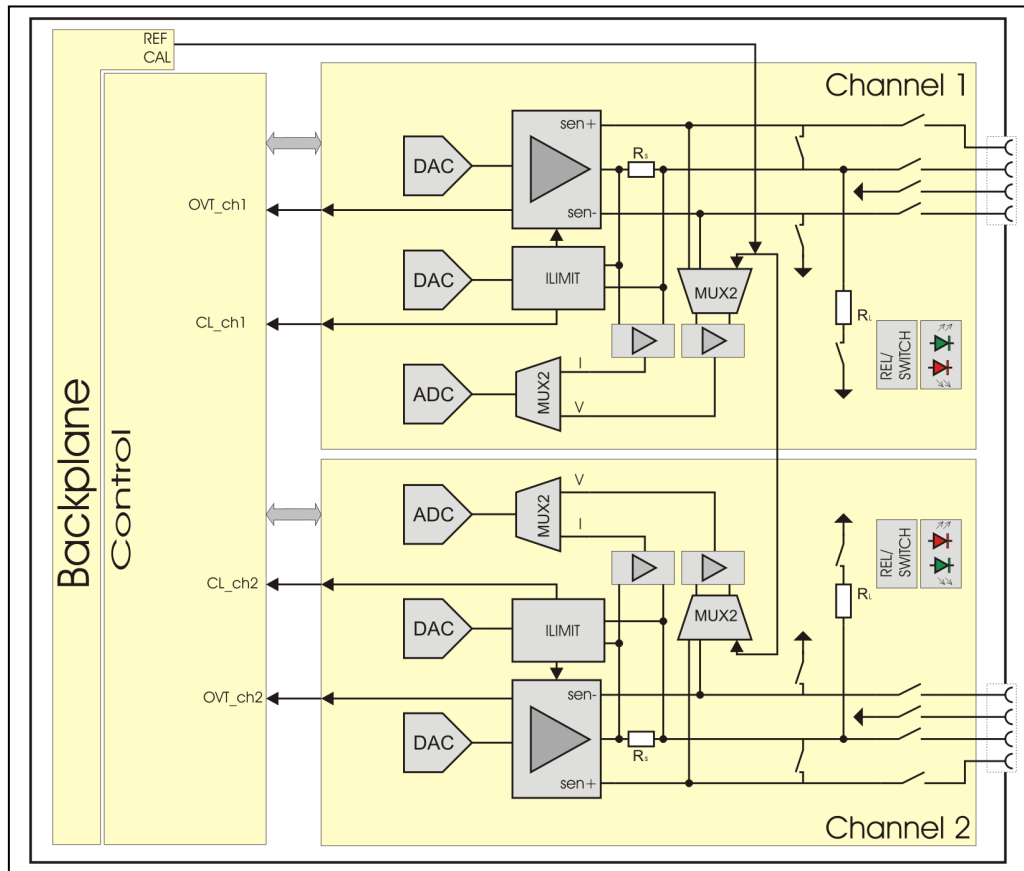 REF
CAL
Backplane
Control
OVT_ch1
CL_ch1
CL_ch2
OVT_ch2
Channel 1
DAC
sen+
sen-
Rs
DAC
ILIMIT
MUX2
ADC
MUX2
I
V
RL
REL/
SWITCH
ADC
MUX2
V
I
DAC
ILIMIT
MUX2
RL
REL/
SWITCH
DAC
sen-
sen+
Rs
Channel 2